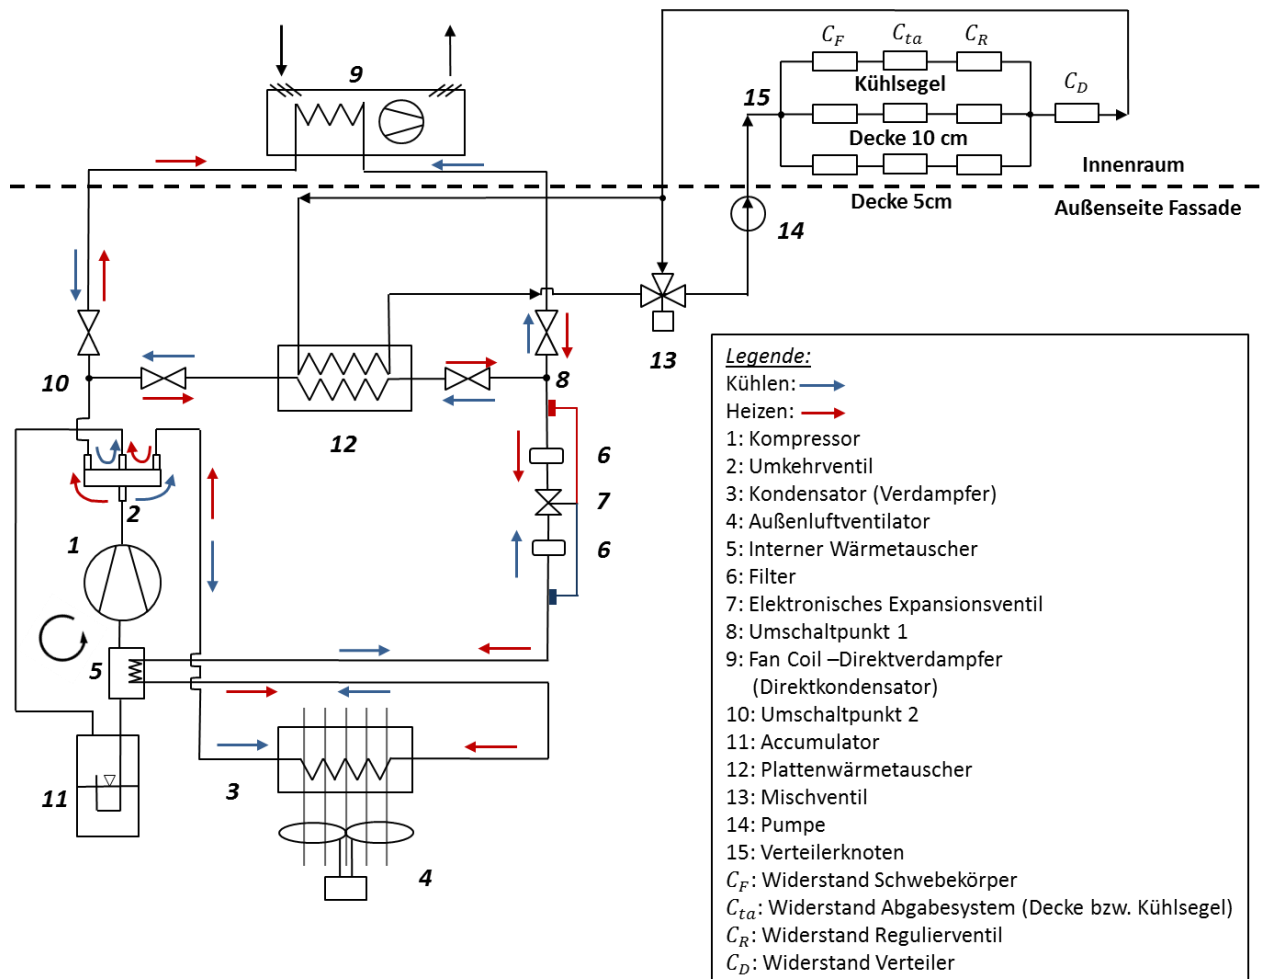 C_F
C_ta
C_R
9
Kühlsegel
C_D
15
Decke 10 cm
Innenraum
Decke 5cm
Außenseite Fassade
14
13
10
8
12
6
2
7
1
6
5
3
11
4
Legende:
Kühlen:
Heizen:
1: Kompressor
2: Umkehrventil
3: Kondensator (Verdampfer)
4: Außenluftventilator
5: Interner Wärmetauscher
6: Filter
7: Elektronisches Expansionsventil
8: Umschaltpunkt 1
9: Fan Coil –Direktverdampfer
(Direktkondensator)
10: Umschaltpunkt 2
11: Accumulator
12: Plattenwärmetauscher
13: Mischventil
14: Pumpe
15: Verteilerknoten
C_F: Widerstand Schwebekörper
C_ta: Widerstand Abgabesystem (Decke bzw. Kühlsegel)
C_R: Widerstand Regulierventil
C_D: Widerstand Verteiler